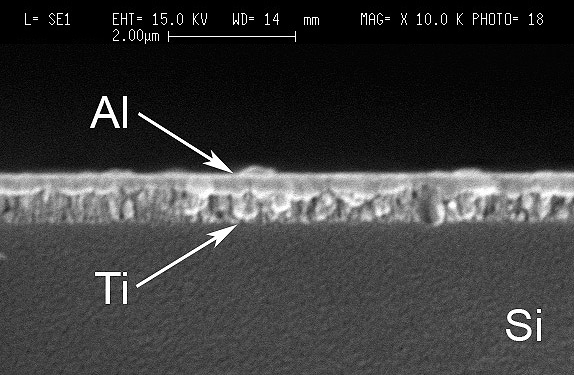 L= SE1 EHT= 15.0 KV WD= 14 mm MAG= X 10.0 K PHOTO= 18
2.00µm
Al
Ti
Si